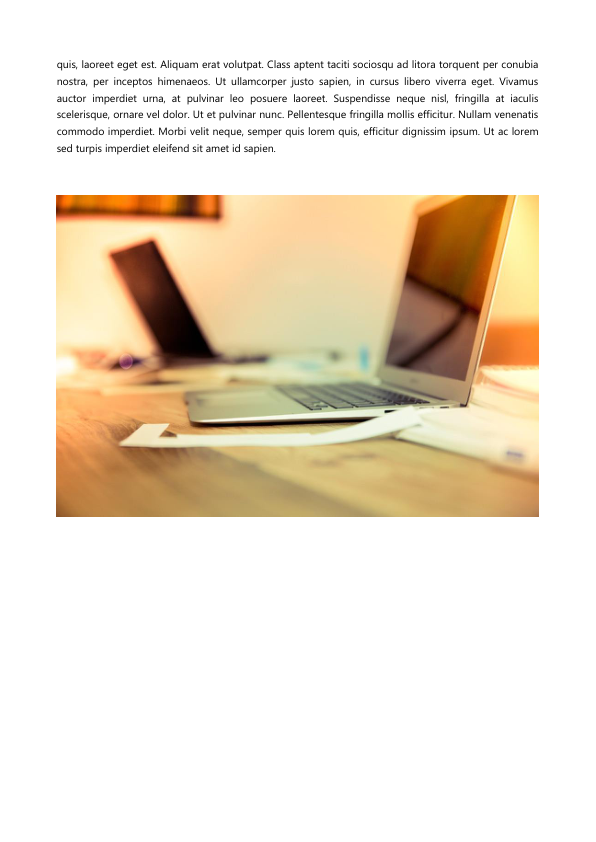 quis, laoreet eget est. Aliquam erat volutpat. Class aptent taciti sociosqu ad litora torquent per conubia
nostra, per inceptos himenaeos. Ut ullamcorper justo sapien, in cursus libero viverra eget. Vivamus
auctor imperdiet urna, at pulvinar leo posuere laoreet. Suspendisse neque nisl, fringilla at iaculis
scelerisque, ornare vel dolor. Ut et pulvinar nunc. Pellentesque fringilla mollis efficitur. Nullam venenatis
commodo imperdiet. Morbi velit neque, semper quis lorem quis, efficitur dignissim ipsum. Ut ac lorem
sed turpis imperdiet eleifend sit amet id sapien.